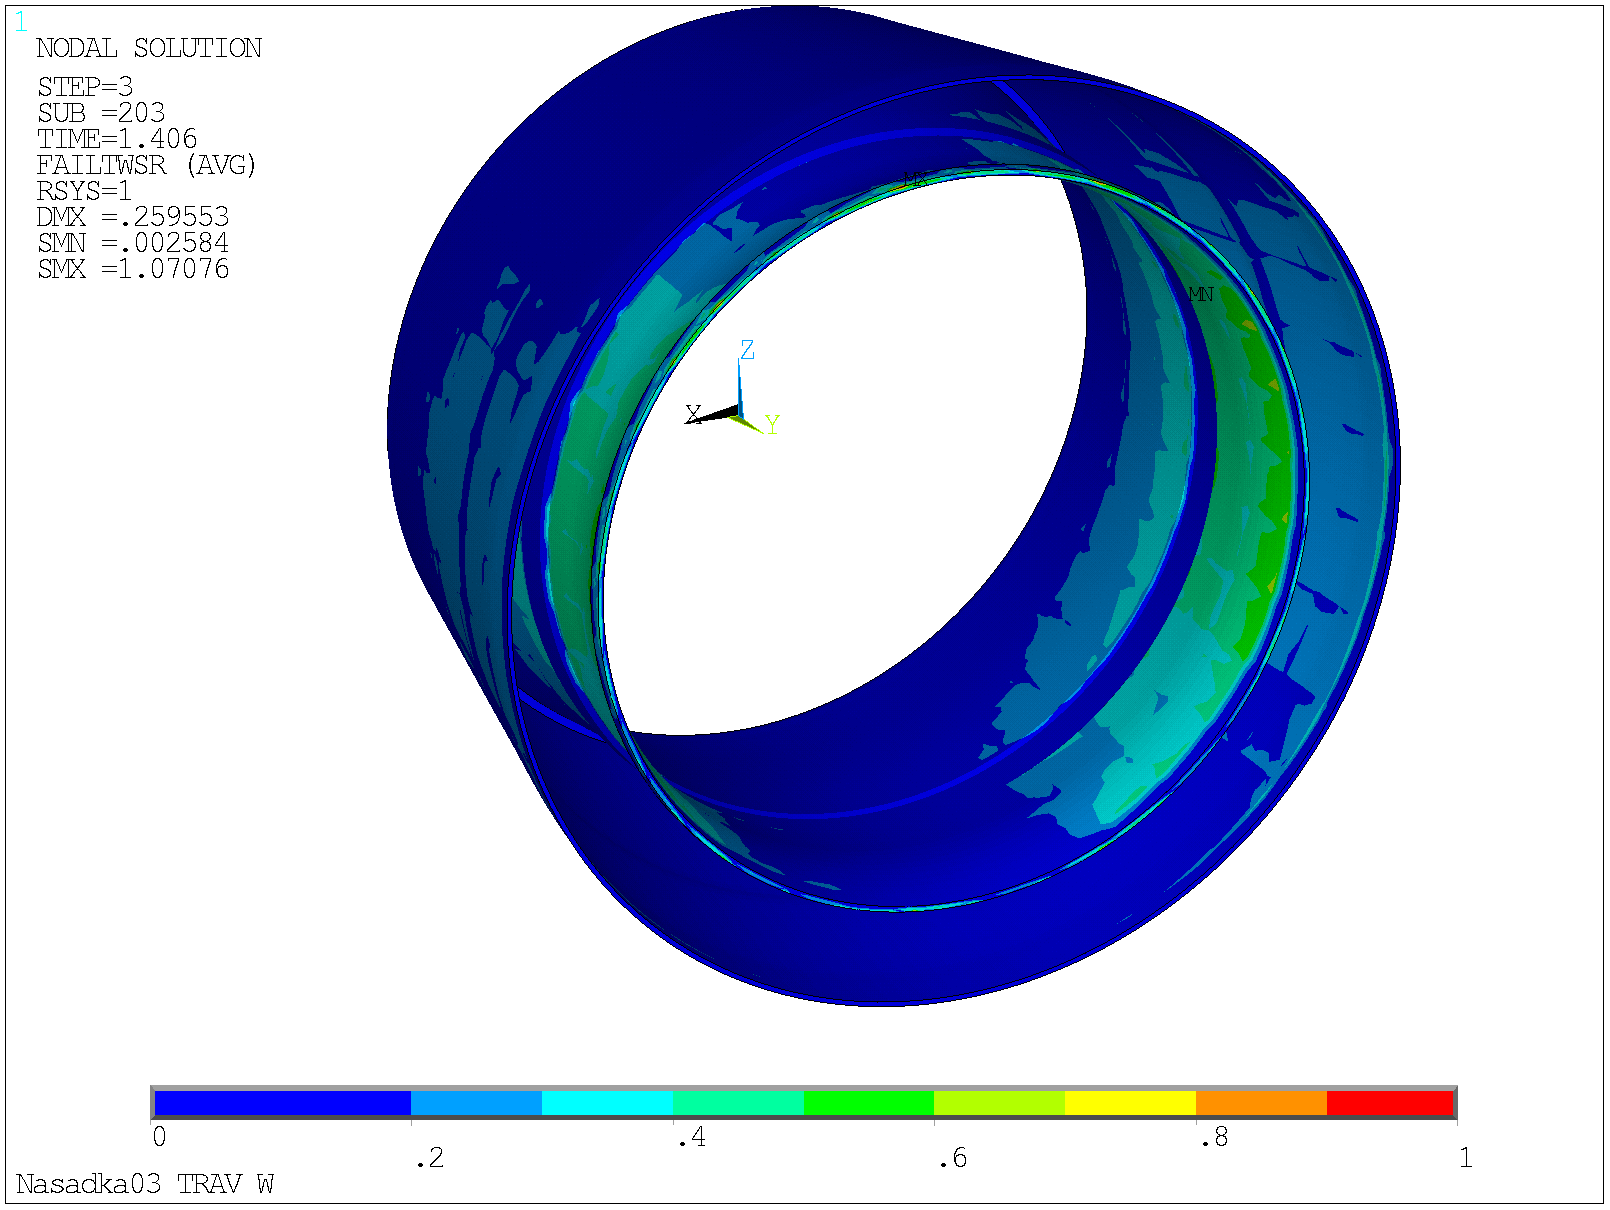 1
NODAL SOLUTION
STEP=3
SUB =203
TIME=1.406
FAILTWSR (AVG)
RSYS=1
DMX =.259553
SMN =.002584
SMX =1.07076
MX
MN
Z
X
Y
0
.2
.4
.6
.8
1
Nasadka03 TRAV W